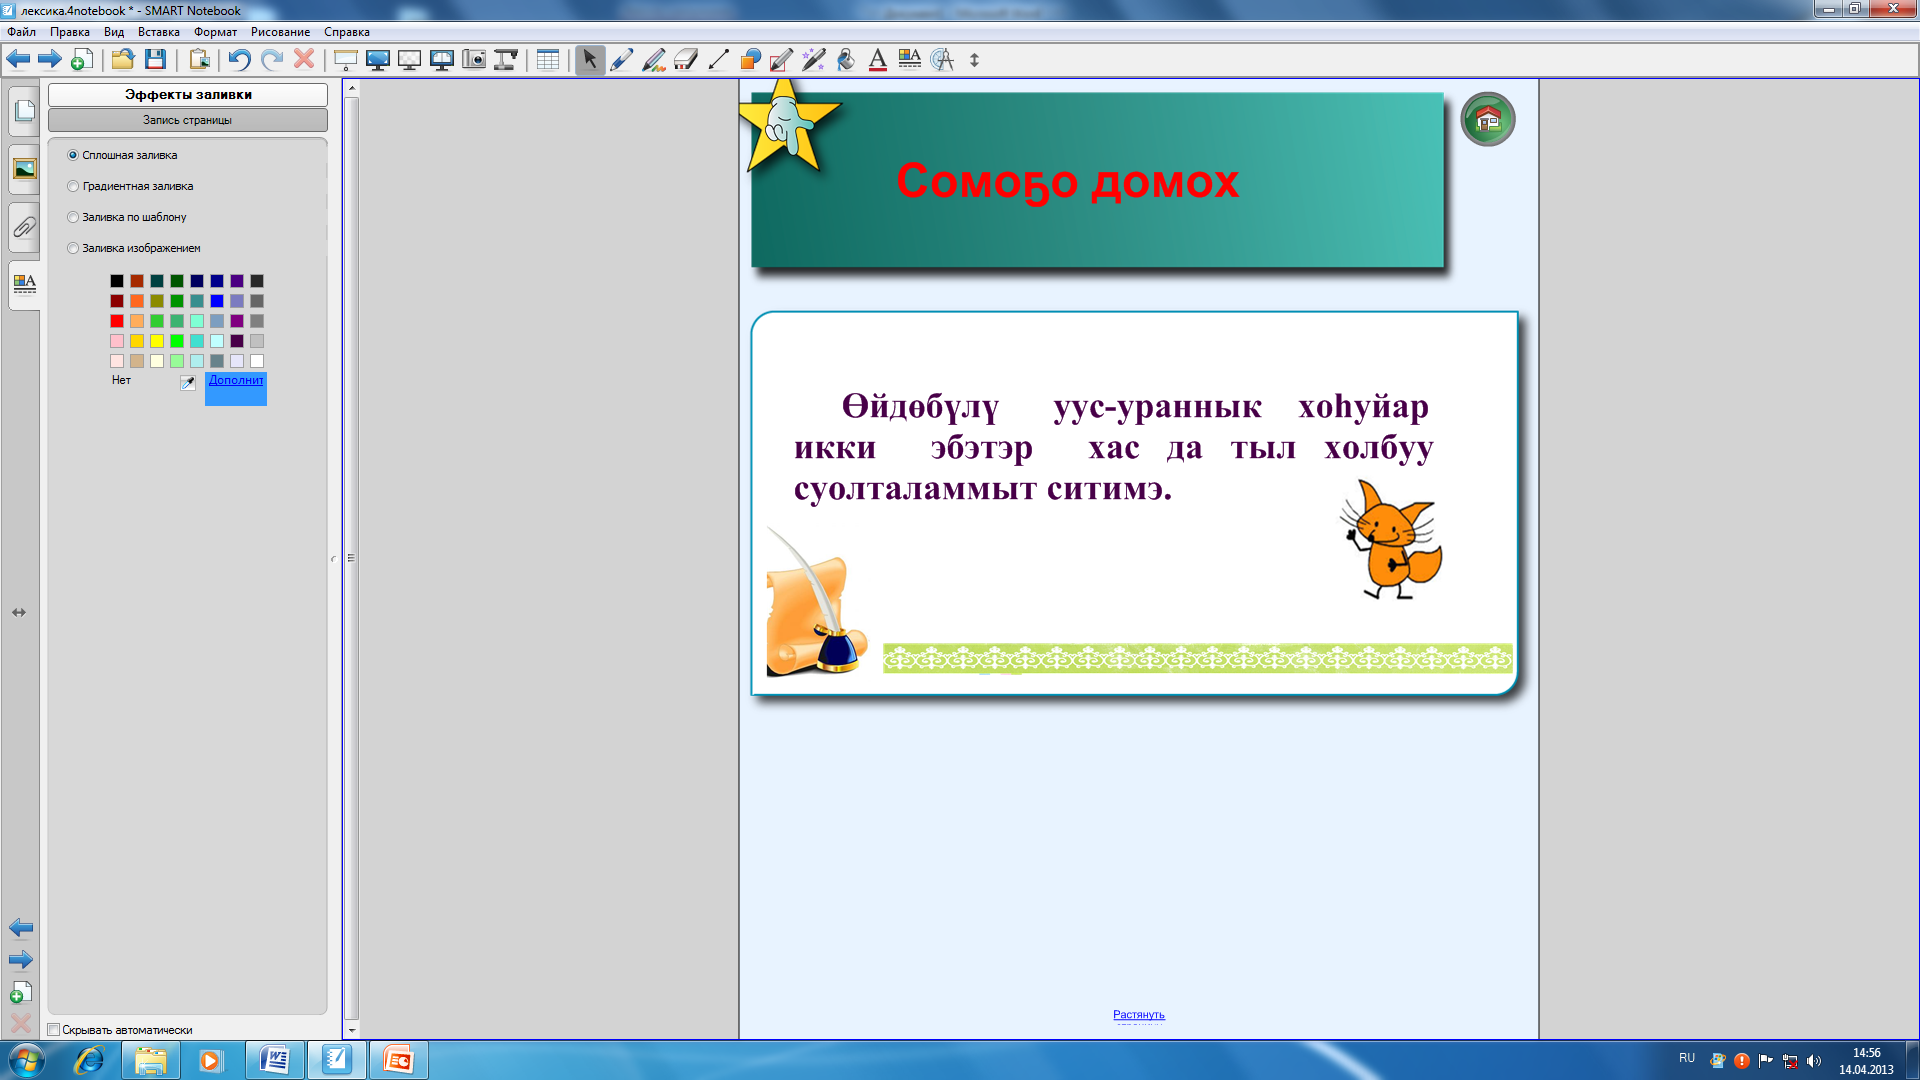 лексика.4notebook * - SMART Notebook
Файл Правка Вид Вставка Формат Рисование Справка
Эффекты заливки
Запись страницы
Сплошная заливка
Градиентная заливка
Заливка по шаблону
Заливка изображением
Нет
Дополнит
Скрывать автоматически
Сомоҕо домох
Өйдөбүлү уус-ураннык хоһуйар
икки эбэтэр хас да тыл холбуу
суолталаммыт ситимэ.
Растянуть
RU
14:56
14.04.2013